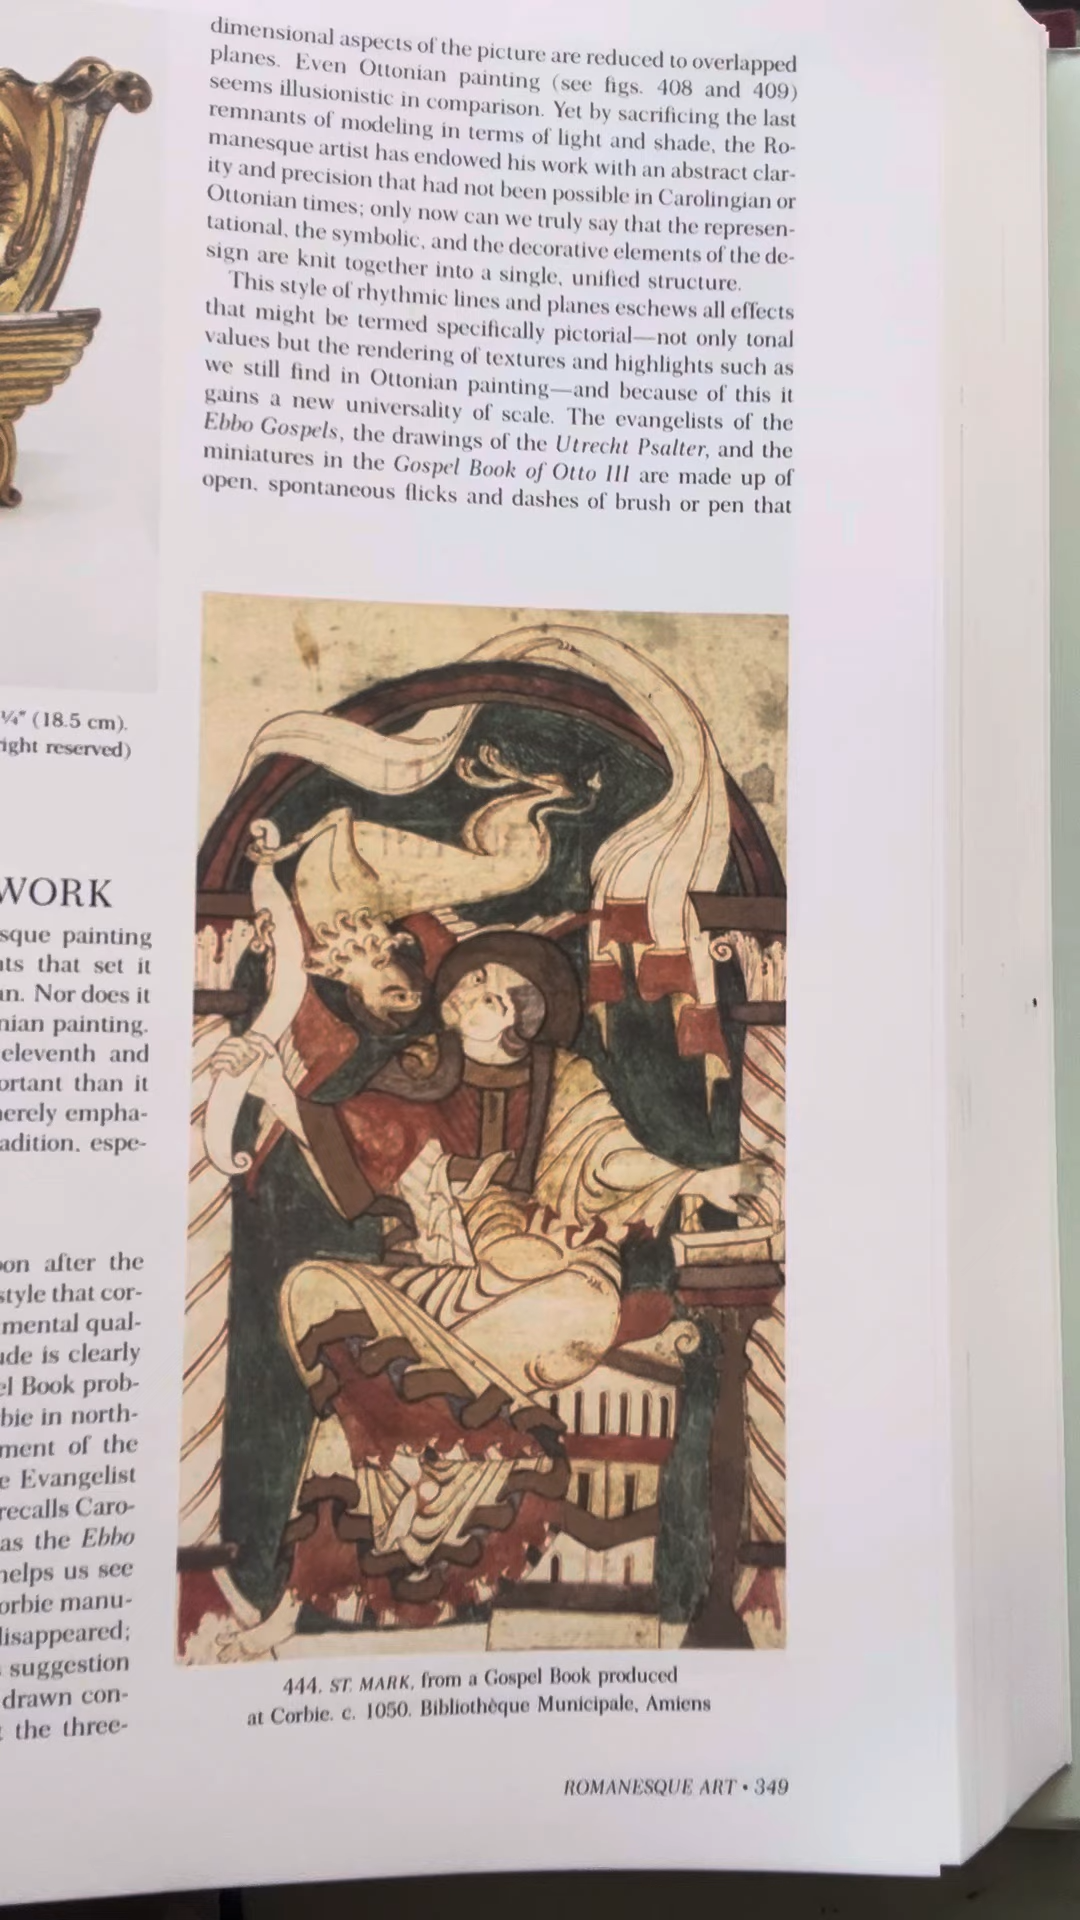 ¼" (18.5 cm).
ight reserved)
WORK
sque painting
ts that set it
an. Nor does it
nian painting.
eleventh and
ortant than it
erely empha-
adition, espe-
on after the
style that cor-
mental qual-
ude is clearly
el Book prob-
bie in north-
ment of the
e Evangelist
recalls Caro-
as the Ebbo
helps us see
orbie manu-
disappeared;
suggestion
drawn con-
the three-
dimensional aspects of the picture are reduced to overlapped
planes. Even Ottonian painting (see figs. 408 and 409)
seems illusionistic in comparison. Yet by sacrificing the last
remnants of modeling in terms of light and shade, the Ro-
manesque artist has endowed his work with an abstract clar-
ity and precision that had not been possible in Carolingian or
Ottonian times; only now can we truly say that the represen-
tational, the symbolic, and the decorative elements of the de-
sign are knit together into a single, unified structure.
This style of rhythmic lines and planes eschews all effects
that might be termed specifically pictorial—not only tonal
values but the rendering of textures and highlights such as
we still find in Ottonian painting—and because of this it
gains a new universality of scale. The evangelists of the
Ebbo Gospels, the drawings of the Utrecht Psalter, and the
miniatures in the Gospel Book of Otto III are made up of
open, spontaneous flicks and dashes of brush or pen that
444. ST. MARK, from a Gospel Book produced
at Corbie. c. 1050. Bibliothèque Municipale, Amiens
ROMANESQUE ART • 349